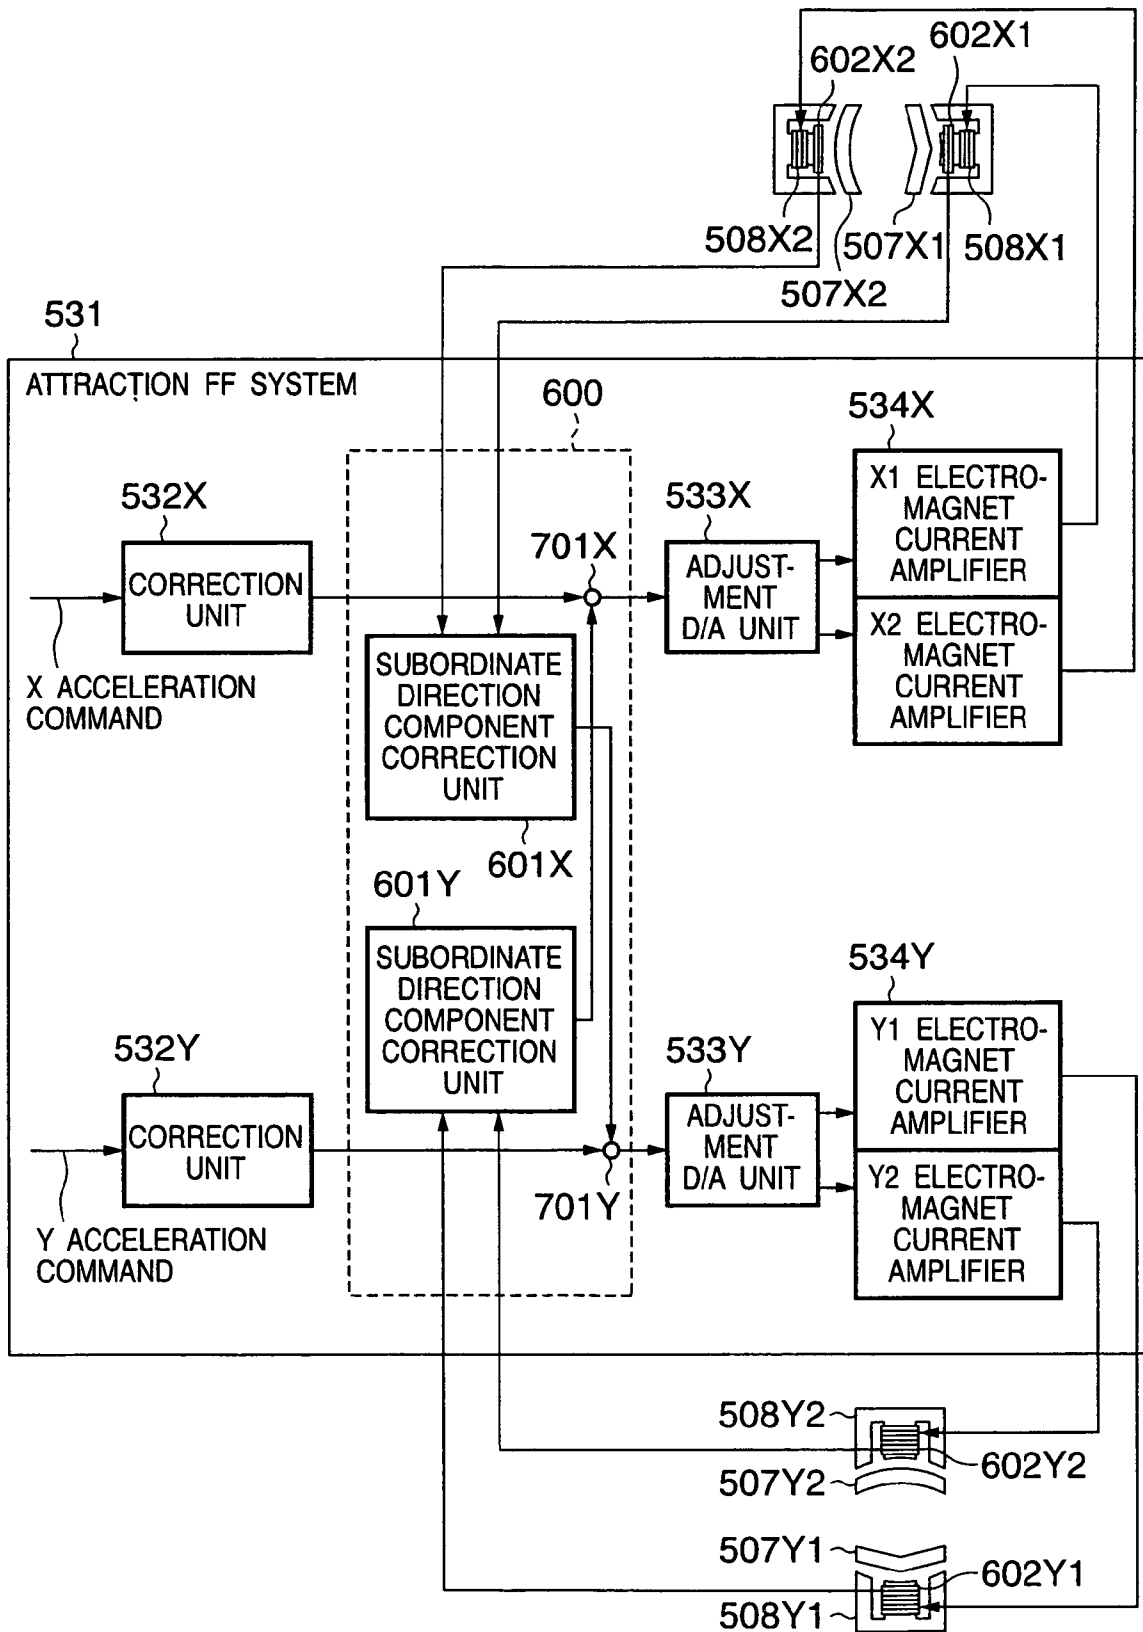 602X1
602X2
508X2
507X1
508X1
507X2
531
ATTRACTION FF SYSTEM
600
534X
532X
533X
X1 ELECTRO-
MAGNET
CURRENT
AMPLIFIER
701X
CORRECTION
UNIT
ADJUST-
MENT
D/A UNIT
X2 ELECTRO-
MAGNET
CURRENT
AMPLIFIER
X ACCELERATION
COMMAND
SUBORDINATE
DIRECTION
COMPONENT
CORRECTION
UNIT
601X
601Y
SUBORDINATE
DIRECTION
COMPONENT
CORRECTION
UNIT
534Y
532Y
533Y
Y1 ELECTRO-
MAGNET
CURRENT
AMPLIFIER
CORRECTION
UNIT
ADJUST-
MENT
D/A UNIT
Y2 ELECTRO-
MAGNET
CURRENT
AMPLIFIER
701Y
Y ACCELERATION
COMMAND
508Y2
602Y2
507Y2
507Y1
602Y1
508Y1